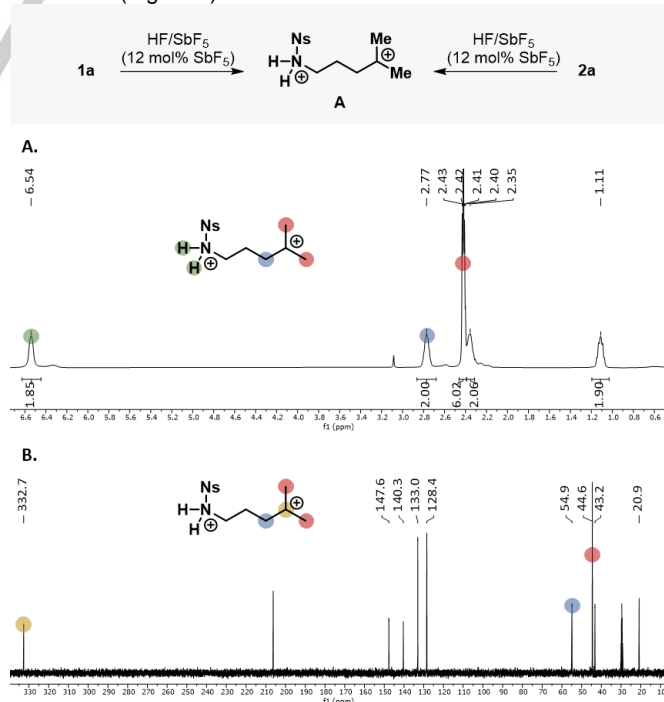 HF/SbF5 HF/SbF5
1a (12 mol% SbF5) (12 mol% SbF5) 2a
Ns Me
H N H ⊕ ⊕ Me
A
A.
6.54 2.77 2.43 2.42 2.41 2.40 2.35 1.11
Ns
H N H ⊕ ⊕
1.85 2.00 6.02 2.06 1.90
6.6 6.4 6.2 6.0 5.8 5.6 5.4 5.2 5.0 4.8 4.6 4.4 4.2 4.0 3.8 3.6 3.4 3.2 3.0 2.8 2.6 2.4 2.2 2.0 1.8 1.6 1.4 1.2 1.0 0.8 0.6
f1 (ppm)
B.
332.7 147.6 140.3 133.0 128.4 54.9 44.6 43.2 20.9
Ns
H N H ⊕ ⊕
330 320 310 300 290 280 270 260 250 240 230 220 210 200 190 180 170 160 150 140 130 120 110 100 90 80 70 60 50 40 30 20 10
f1 (ppm)